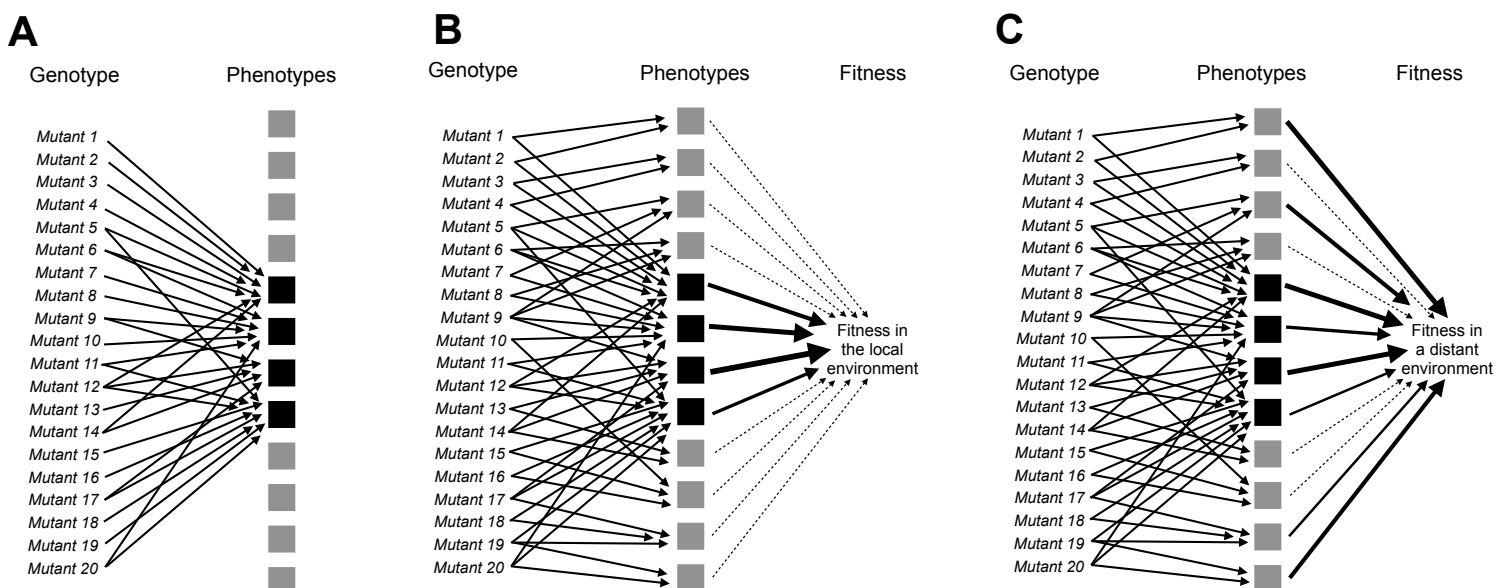 A
Genotype
Phenotypes
Mutant 1
Mutant 2
Mutant 3
Mutant 4
Mutant 5
Mutant 6
Mutant 7
Mutant 8
Mutant 9
Mutant 10
Mutant 11
Mutant 12
Mutant 13
Mutant 14
Mutant 15
Mutant 16
Mutant 17
Mutant 18
Mutant 19
Mutant 20
B
Genotype
Phenotypes
Fitness
Mutant 1
Mutant 2
Mutant 3
Mutant 4
Mutant 5
Mutant 6
Mutant 7
Mutant 8
Mutant 9
Mutant 10
Mutant 11
Mutant 12
Mutant 13
Mutant 14
Mutant 15
Mutant 16
Mutant 17
Mutant 18
Mutant 19
Mutant 20
Fitness in
the local
environment
C
Genotype
Phenotypes
Fitness
Mutant 1
Mutant 2
Mutant 3
Mutant 4
Mutant 5
Mutant 6
Mutant 7
Mutant 8
Mutant 9
Mutant 10
Mutant 11
Mutant 12
Mutant 13
Mutant 14
Mutant 15
Mutant 16
Mutant 17
Mutant 18
Mutant 19
Mutant 20
Fitness in
a distant
environment